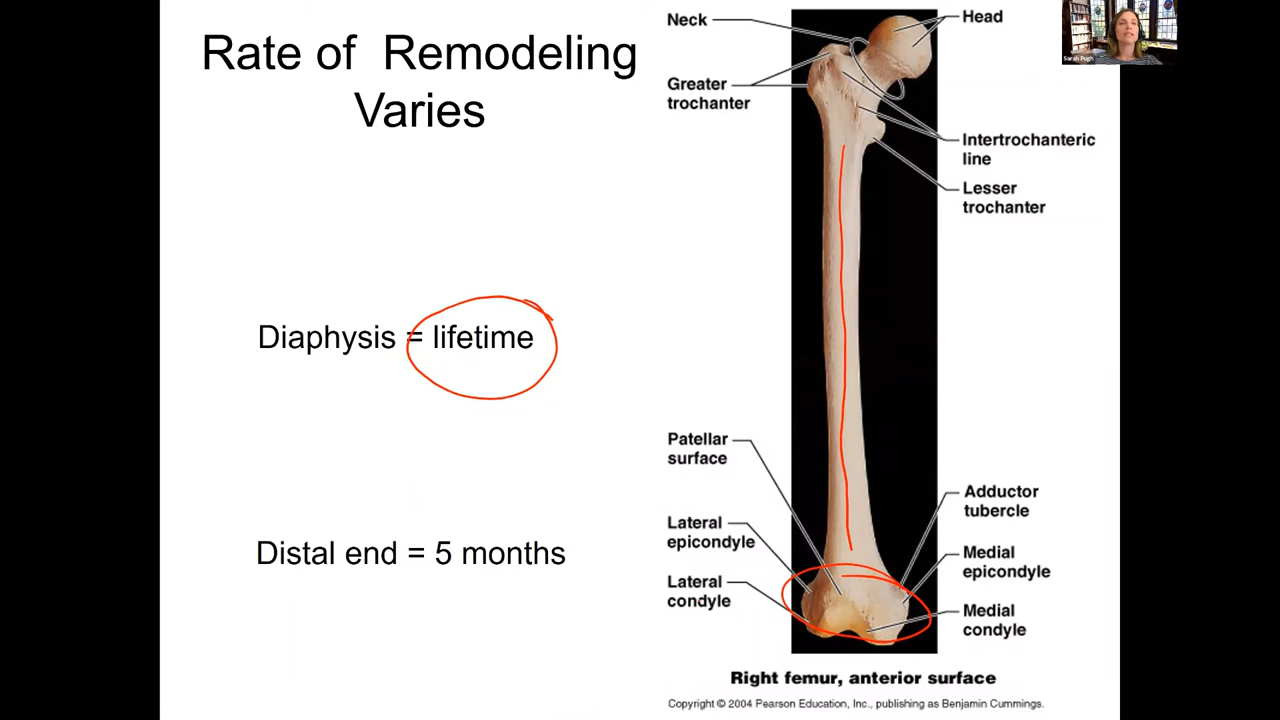 Rate of Remodeling
Varies
Diaphysis = lifetime
Distal end = 5 months
Neck
Head
Greater
trochanter
Intertrochanteric
line
Lesser
trochanter
Patellar
surface
Adductor
tubercle
Lateral
epicondyle
Medial
epicondyle
Lateral
condyle
Medial
condyle
Right femur, anterior surface
Copyright © 2004 Pearson Education, Inc., publishing as Benjamin Cummings.
Sarah Pugh